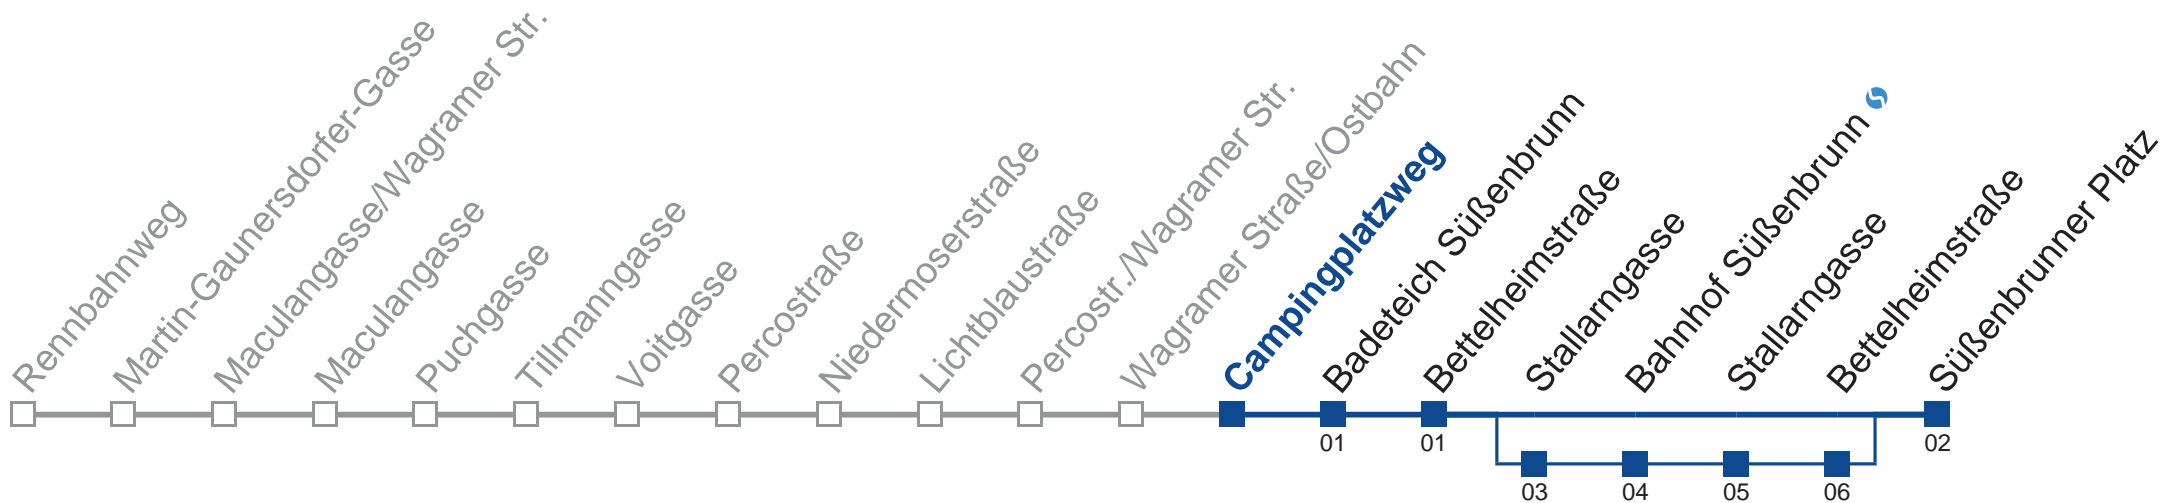 Rennbahnweg
Martin-Gaunersdorfer-Gasse
Maculangasse/Wagramer Str.
Maculangasse
Puchgasse
Tillmanngasse
Voitgasse
Percostraße
Niedermoserstraße
Lichtblaustraße
Percostr./Wagramer Str.
Wagramer Straße/Ostbahn
Campingplatzweg
Badeteich Süßenbrunn
Bettelheimstraße
Stallarngasse
Bahnhof Süßenbrunn
Stallarngasse
Bettelheimstraße
Süßenbrunner Platz
01
01
02
03
04
05
06